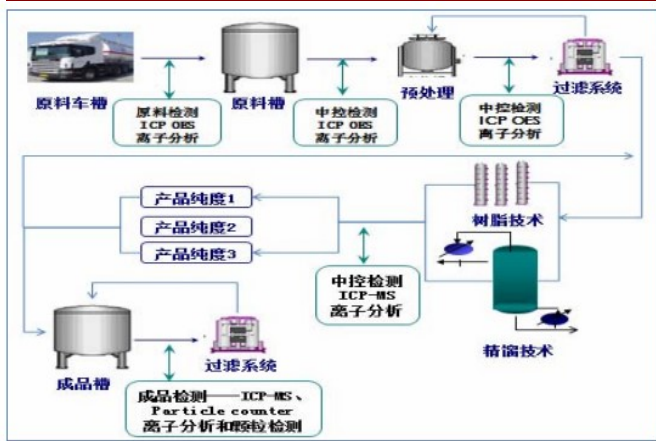 原料车槽
原料检测
ICP OES
离子分析
原料槽
中控检测
ICP OES
离子分析
预处理
中控检测
ICP OES
离子分析
过滤系统
产品纯度1
产品纯度2
产品纯度3
树脂技术
中控检测
ICP-MS
离子分析
精馏技术
成品槽
过滤系统
成品检测——ICP-MS、
Particle counter
离子分析和颗粒检测